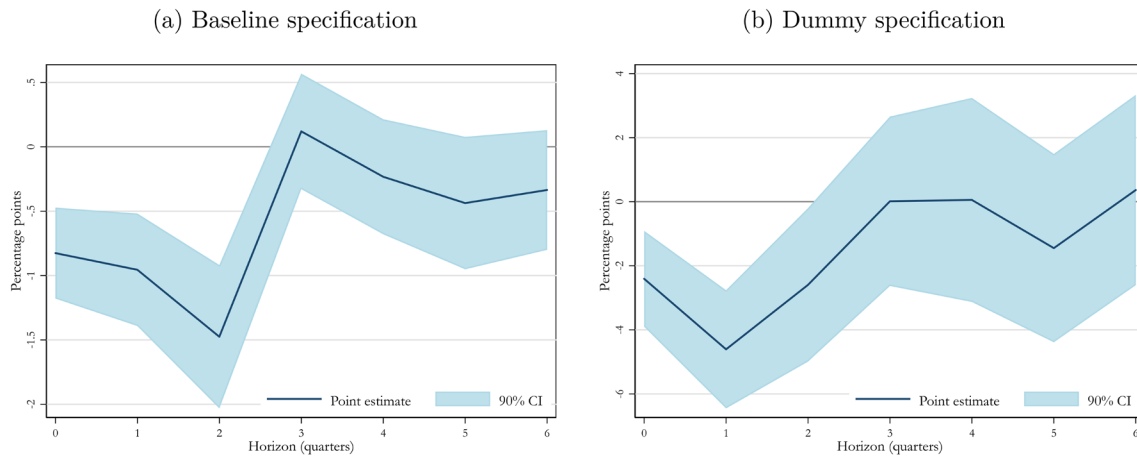 (a) Baseline specification
Percentage points
.5
0
-.5
-1
-1.5
-2
Point estimate
90% CI
0 1 2 3 4 5 6
Horizon (quarters)
(b) Dummy specification
Percentage points
4
2
0
-2
-4
-6
Point estimate
90% CI
0 1 2 3 4 5 6
Horizon (quarters)